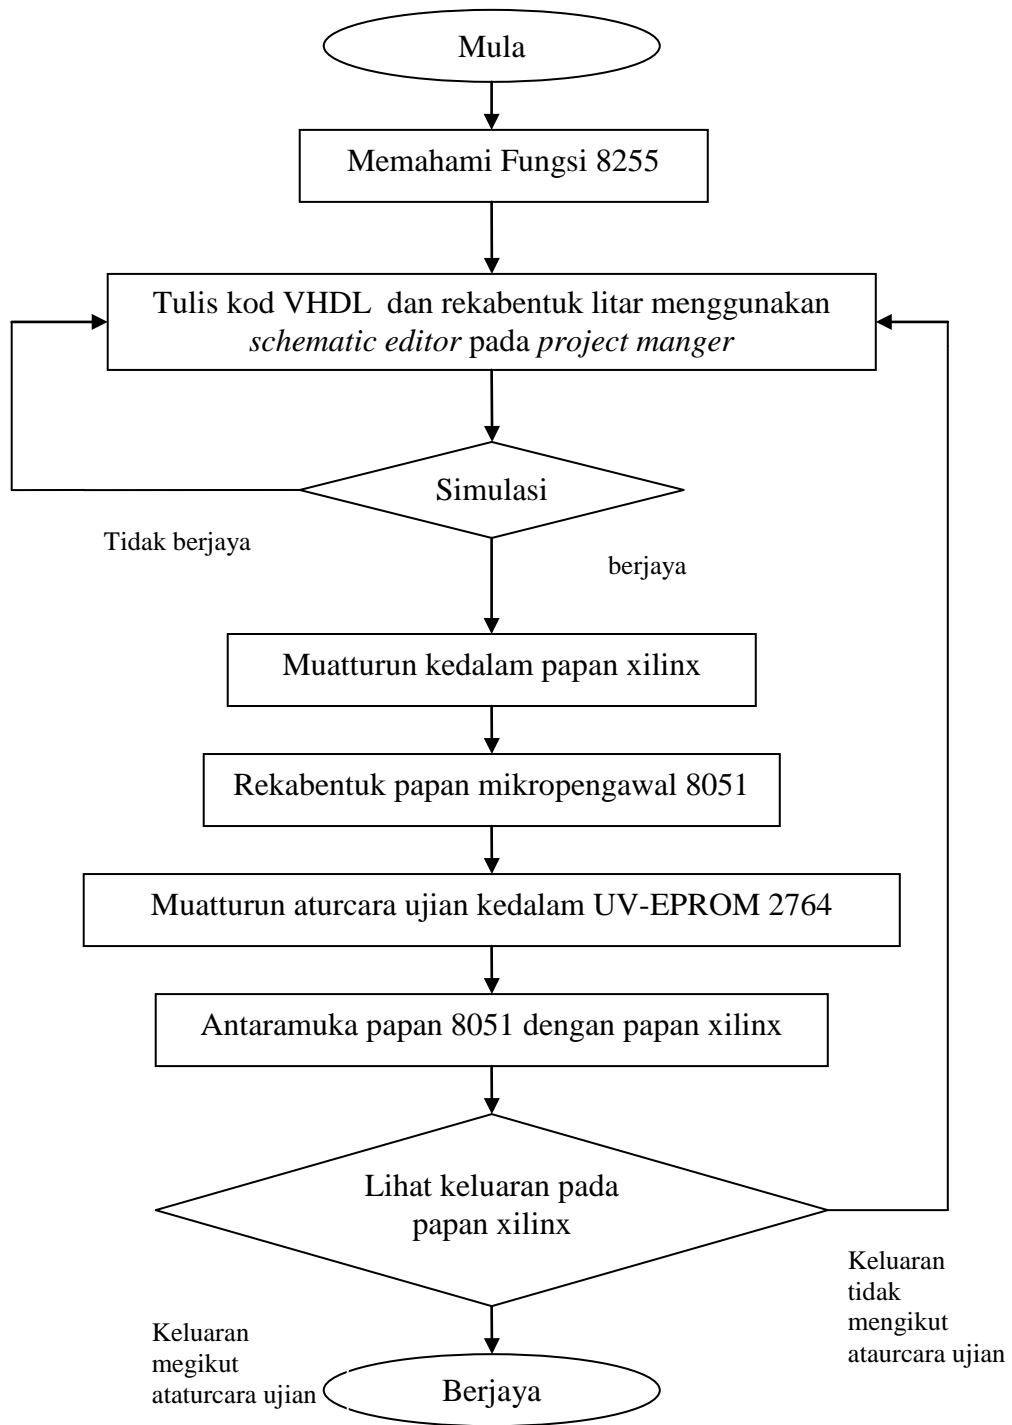 Mula
Memahami Fungsi 8255
Tulis kod VHDL dan rekabentuk litar menggunakan
schematic editor pada project manger
Simulasi
Tidak berjaya
berjaya
Muatturun kedalam papan xilinx
Rekabentuk papan mikropengawal 8051
Muatturun aturcara ujian kedalam UV-EPROM 2764
Antaramuka papan 8051 dengan papan xilinx
Lihat keluaran pada
papan xilinx
Keluaran
tidak
mengikut
ataurcara ujian
Keluaran
megikut
ataturcara ujian
Berjaya